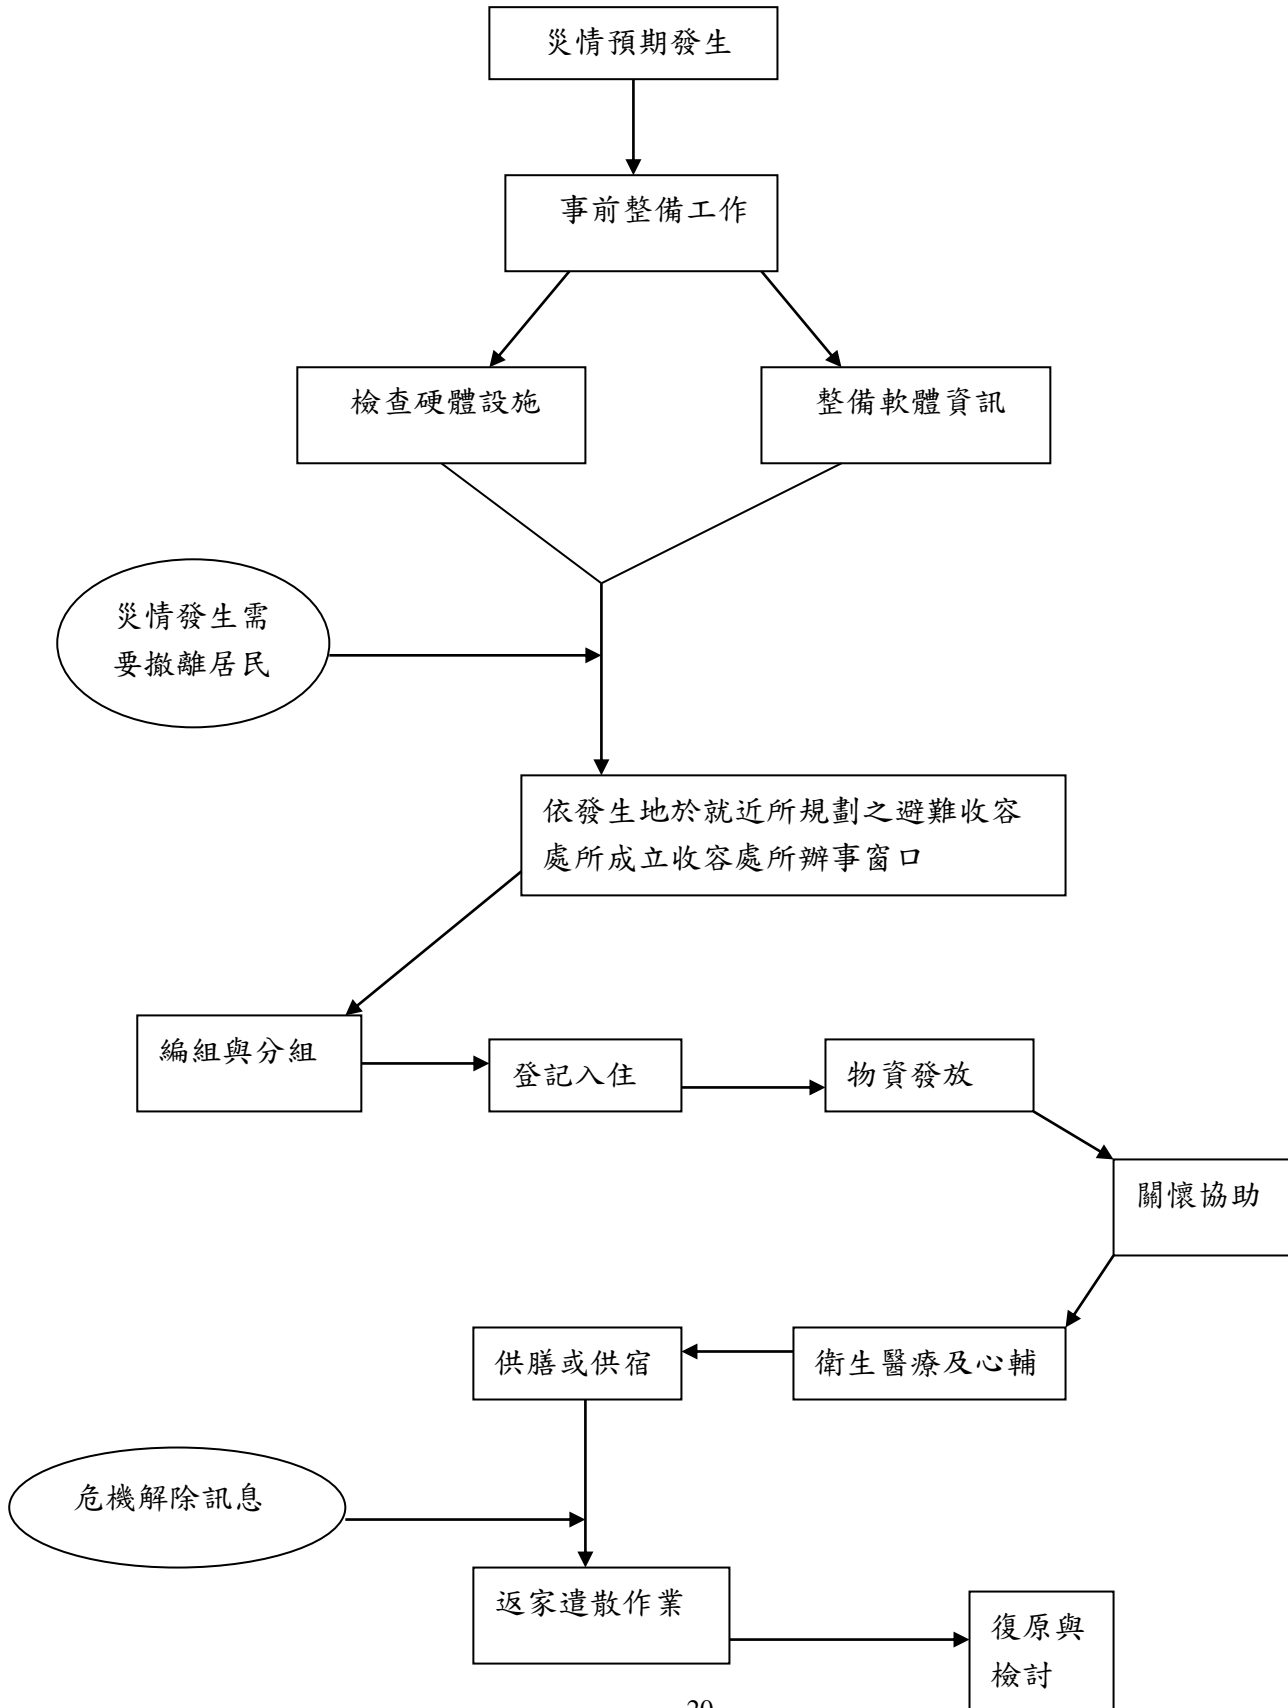 災情預期發生
事前整備工作
檢查硬體設施
整備軟體資訊
災情發生需
要撤離居民
依發生地於就近所規劃之避難收容
處所成立收容處所辦事窗口
編組與分組
登記入住
物資發放
關懷協助
供膳或供宿
衛生醫療及心輔
危機解除訊息
返家遣散作業
復原與
檢討
20